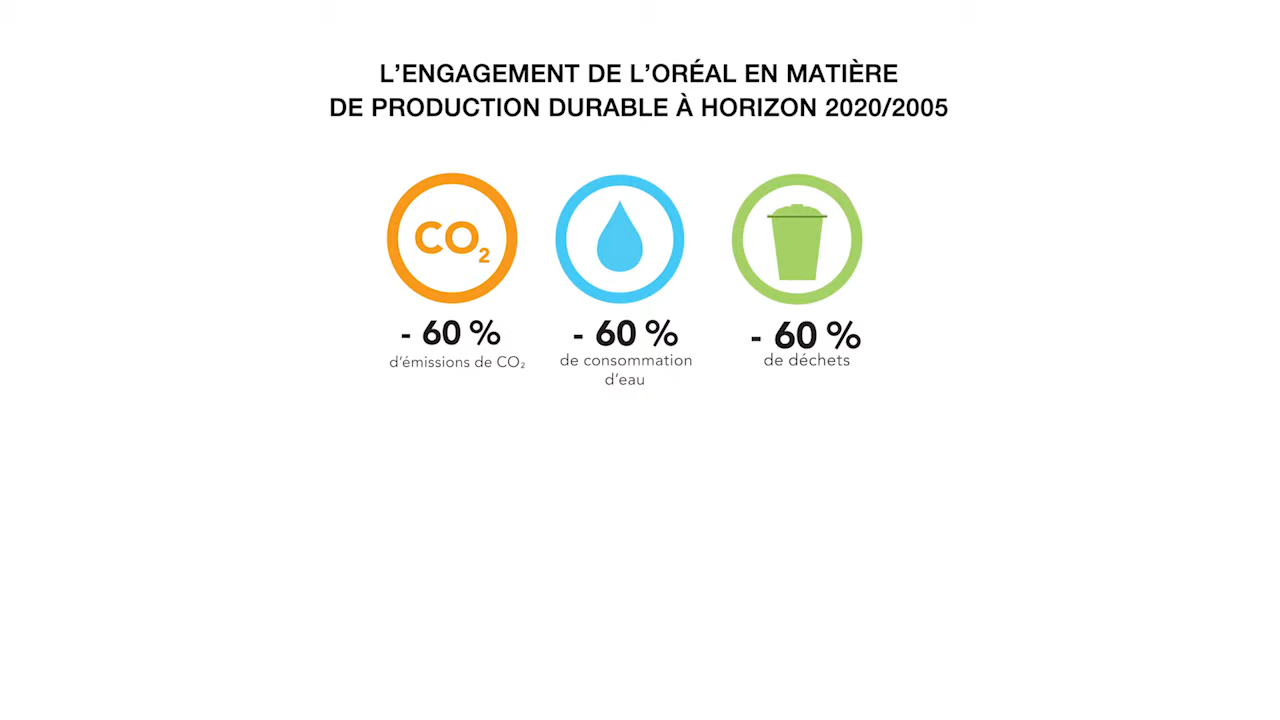 L’ENGAGEMENT DE L’ORÉAL EN MATIÈRE
DE PRODUCTION DURABLE À HORIZON 2020/2005
CO₂
- 60 %
d’émissions de CO₂
- 60 %
de consommation
d’eau
- 60 %
de déchets